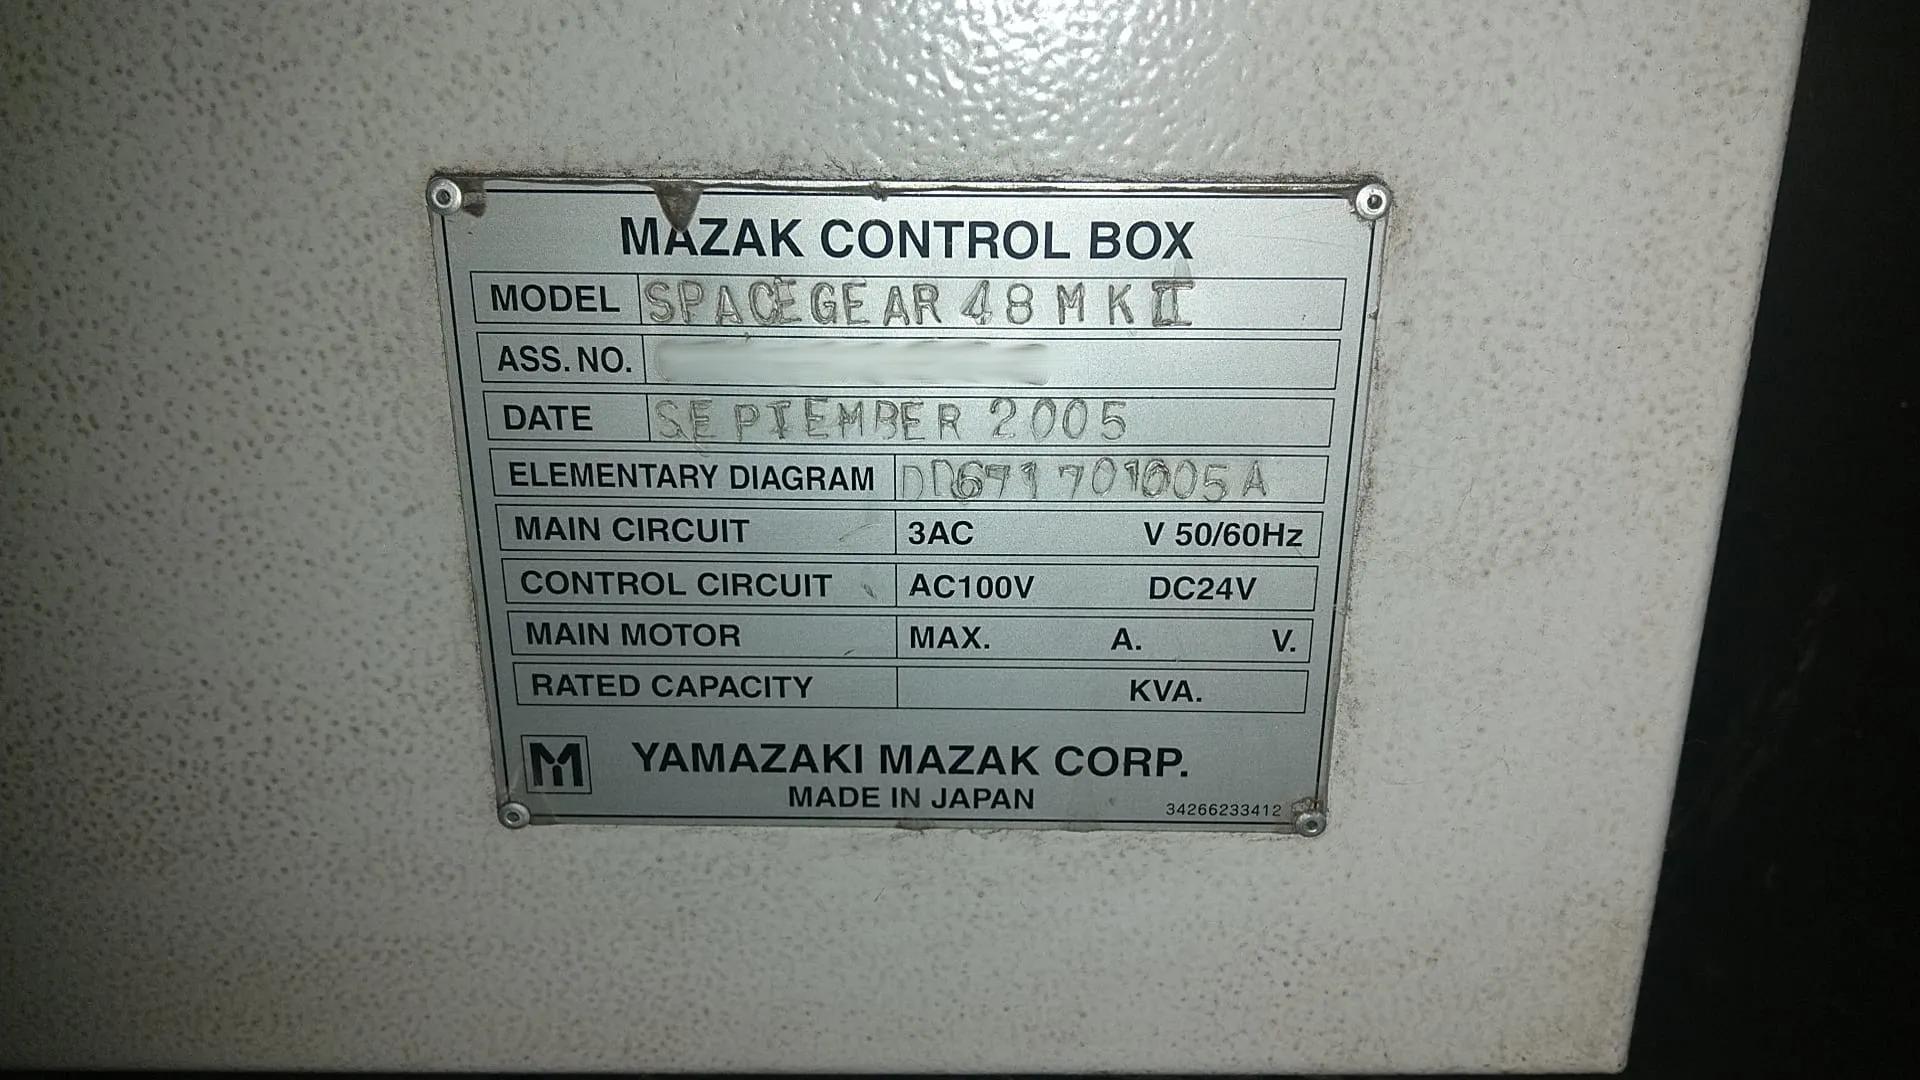 MAZAK CONTROL BOX
MODEL SPACEGEAR 48 MK II
ASS. NO.
DATE SEPTEMBER 2005
ELEMENTARY DIAGRAM
MAIN CIRCUIT 3AC V 50/60Hz
CONTROL CIRCUIT AC100V DC24V
MAIN MOTOR MAX. A. V.
RATED CAPACITY KVA.
M YAMAZAKI MAZAK CORP.
MADE IN JAPAN
34266233412